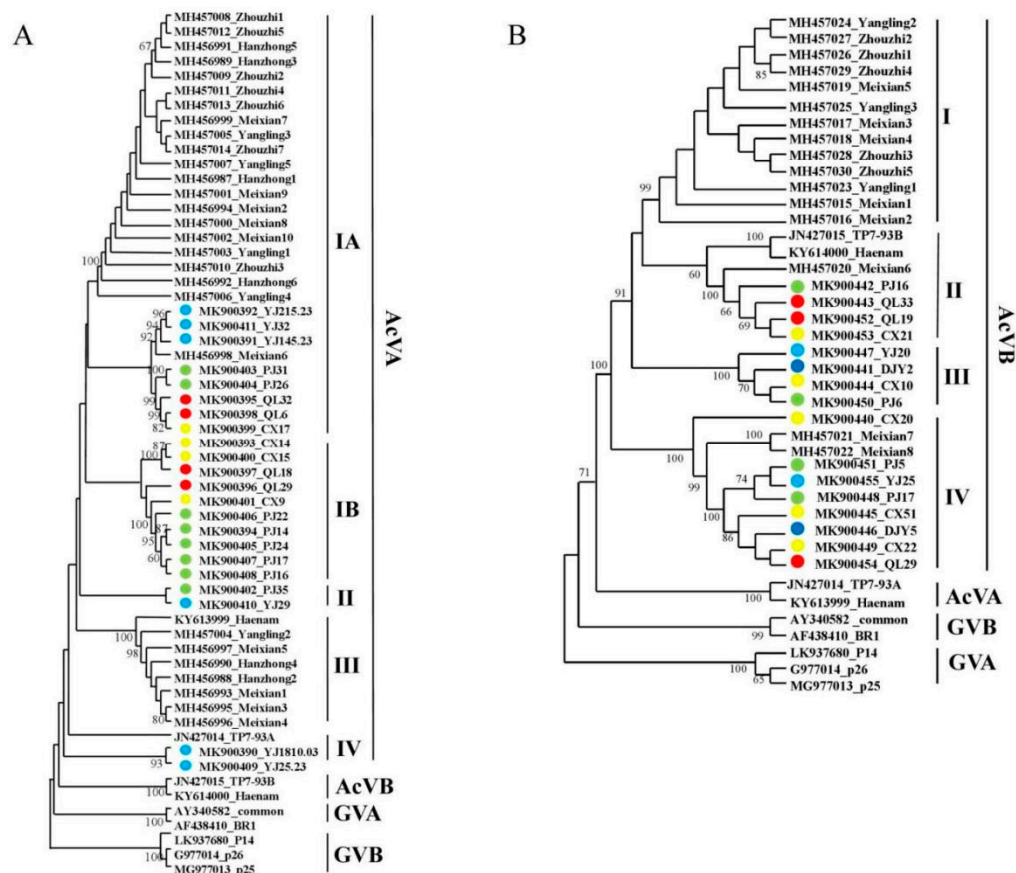 A
MH457008_Zhouzhi1
MH457012_Zhouzhi5
67
MH456991_Hanzhong5
MH456989_Hanzhong3
MH457009_Zhouzhi2
MH457011_Zhouzhi4
MH457013_Zhouzhi6
MH456999_Meixian7
MH457005_Yangling3
MH457014_Zhouzhi7
MH457007_Yangling5
MH456987_Hanzhong1
MH457001_Meixian9
MH456994_Meixian2
MH457000_Meixian8
MH457002_Meixian10
MH457003_Yangling1
MH457010_Zhouzhi3
100
MH456992_Hanzhong6
MH457006_Yangling4
96
MK900392_YJ215.23
94
MK900411_YJ32
92
MK900391_YJ145.23
MH456998_Meixian6
100
MK900403_PJ31
MK900404_PJ26
99
MK900395_QL32
99
MK900398_QL6
82
MK900399_CX17
IA
87
MK900393_CX14
100
MK900400_CX15
MK900397_QL18
MK900396_QL29
MK900401_CX9
100
MK900406_PJ22
87
MK900394_PJ14
95
MK900405_PJ24
60
MK900407_PJ17
MK900408_PJ16
IB
MK900402_PJ35
MK900410_YJ29
II
KY613999_Haenam
100
MH457004_Yangling2
98
MH456997_Meixian5
MH456990_Hanzhong4
MH456988_Hanzhong2
MH456993_Meixian1
MH456995_Meixian3
80
MH456996_Meixian4
III
JN427014_TP7-93A
MK900390_YJ1810.03
93
MK900409_YJ25.23
IV
AcVA
JN427015_TP7-93B
100
KY614000_Haenam
AcVB
AY340582_common
100
AF438410_BR1
GVA
LK937680_P14
100
G977014_p26
MG977013_p25
GVB
B
MH457024_Yangling2
MH457027_Zhouzhi2
MH457026_Zhouzhi1
85
MH457029_Zhouzhi4
MH457019_Meixian5
MH457025_Yangling3
MH457017_Meixian3
MH457018_Meixian4
MH457028_Zhouzhi3
MH457030_Zhouzhi5
99
MH457023_Yangling1
MH457015_Meixian1
MH457016_Meixian2
I
100
JN427015_TP7-93B
KY614000_Haenam
60
MH457020_Meixian6
100
MK900442_PJ16
66
MK900443_QL33
69
MK900452_QL19
MK900453_CX21
II
91
MK900447_YJ20
100
MK900441_DJY2
70
MK900444_CX10
MK900450_PJ6
III
100
MK900440_CX20
100
MH457021_Meixian7
100
MH457022_Meixian8
99
MK900451_PJ5
74
MK900455_YJ25
MK900448_PJ17
100
MK900445_CX51
86
MK900446_DJY5
MK900449_CX22
MK900454_QL29
IV
AcVB
71
JN427014_TP7-93A
100
KY613999_Haenam
AcVA
AY340582_common
99
AF438410_BR1
GVB
LK937680_P14
100
G977014_p26
65
MG977013_p25
GVA